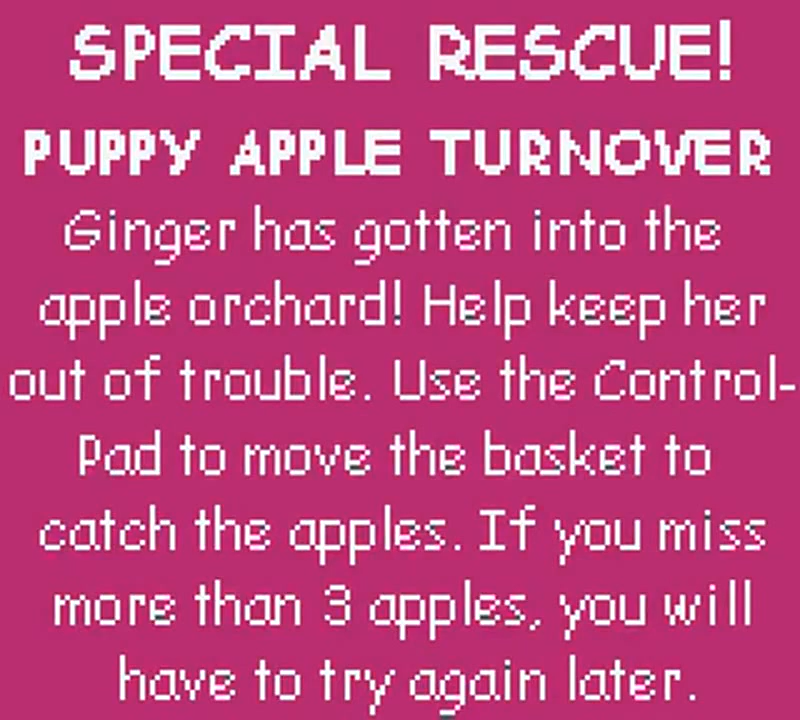 SPECIAL RESCUE!
PUPPY APPLE TURNOVER
Ginger has gotten into the
apple orchard! Help keep her
out of trouble. Use the Control-
Pad to move the basket to
catch the apples. If you miss
more than 3 apples, you will
have to try again later.